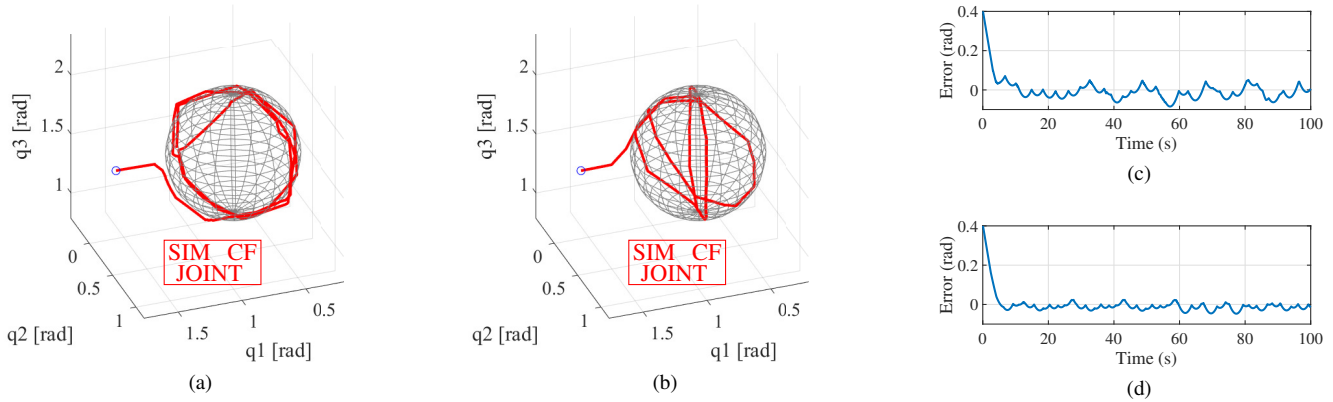 2
1.5
1
q3 [rad]
0
0.5
1
q2 [rad]
1.5
1
0.5
q1 [rad]
SIM CF
JOINT
(a)
2
1.5
1
q3 [rad]
0
0.5
1
q2 [rad]
1.5
1
0.5
q1 [rad]
SIM CF
JOINT
(b)
0.4
0.2
0
Error (rad)
0 20 40 60 80 100
Time (s)
(c)
0.4
0.2
0
Error (rad)
0 20 40 60 80 100
Time (s)
(d)